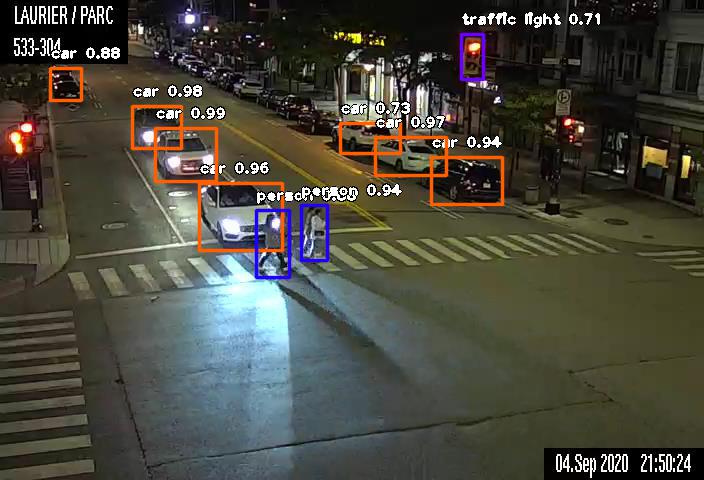 LAURIER / PARC
533-304
traffic light 0.71
car 0.88
car 0.98
car 0.99
car 0.73
car 0.97
car 0.94
car 0.96
person
person 0.94
P
04.Sep 2020 21:50:24